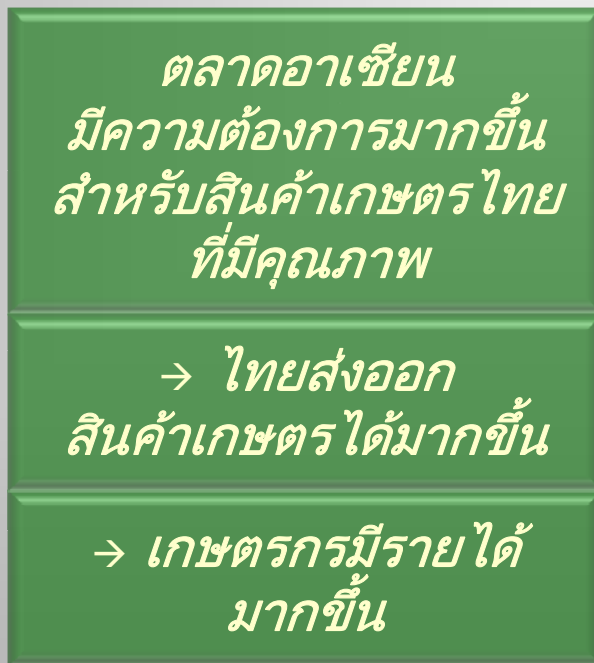 ตลาดอาเซียน
มีความต้องการมากขึ้น
สำหรับสินค้าเกษตรไทย
ที่มีคุณภาพ
→ ไทยส่งออก
สินค้าเกษตรได้มากขึ้น
→ เกษตรกรมีรายได้
มากขึ้น